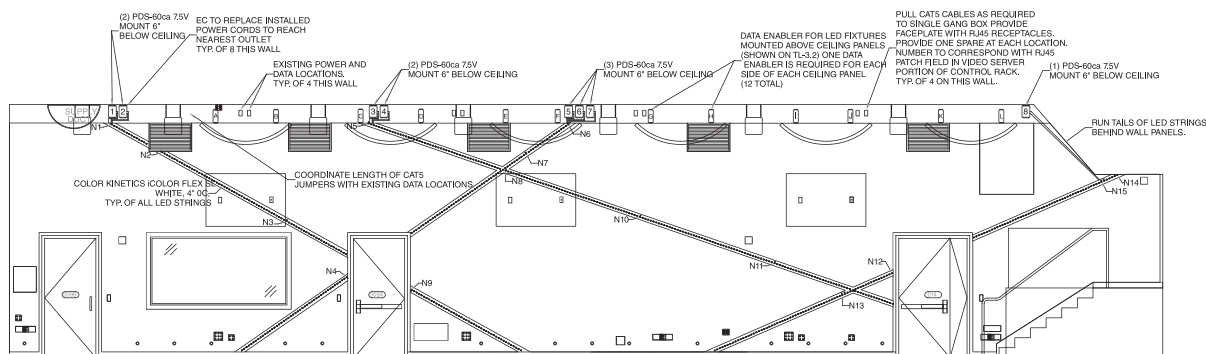 (2) PDS-60ca 7.5V
MOUNT 6"
BELOW CEILING
EC TO REPLACE INSTALLED
POWER CORDS TO REACH
NEAREST OUTLET
TYP. OF 8 THIS WALL
EXISTING POWER AND
DATA LOCATIONS.
TYP. OF 4 THIS WALL
(2) PDS-60ca 7.5V
MOUNT 6" BELOW CEILING
(3) PDS-60ca 7.5V
MOUNT 6" BELOW CEILING
DATA ENABLER FOR LED FIXTURES
MOUNTED ABOVE CEILING PANELS
(SHOWN ON TL-3.2) ONE DATA
ENABLER IS REQUIRED FOR EACH
SIDE OF EACH CEILING PANEL
(12 TOTAL)
PULL CAT5 CABLES AS REQUIRED
TO SINGLE GANG BOX PROVIDE
FACEPLATE WITH RJ45 RECEPTACLES.
PROVIDE ONE SPARE AT EACH LOCATION.
NUMBER TO CORRESPOND WITH RJ45
PATCH FIELD IN VIDEO SERVER
PORTION OF CONTROL RACK.
TYP. OF 4 ON THIS WALL.
(1) PDS-60ca 7.5V
MOUNT 6" BELOW CEILING
SUPPLY
1 2 A B C 3 4 D E F 5 6 7 G H I J K L 8
RUN TAILS OF LED STRINGS
BEHIND WALL PANELS.
N1
N5
N6
N2
N7
N8
COORDINATE LENGTH OF CAT5
JUMPERS WITH EXISTING DATA LOCATIONS
COLOR KINETICS iCOLOR FLEX SL
WHITE, 4" OC
TYP. OF ALL LED STRINGS
N14
N15
N3
N10
N4
N9
N11
N12
N13